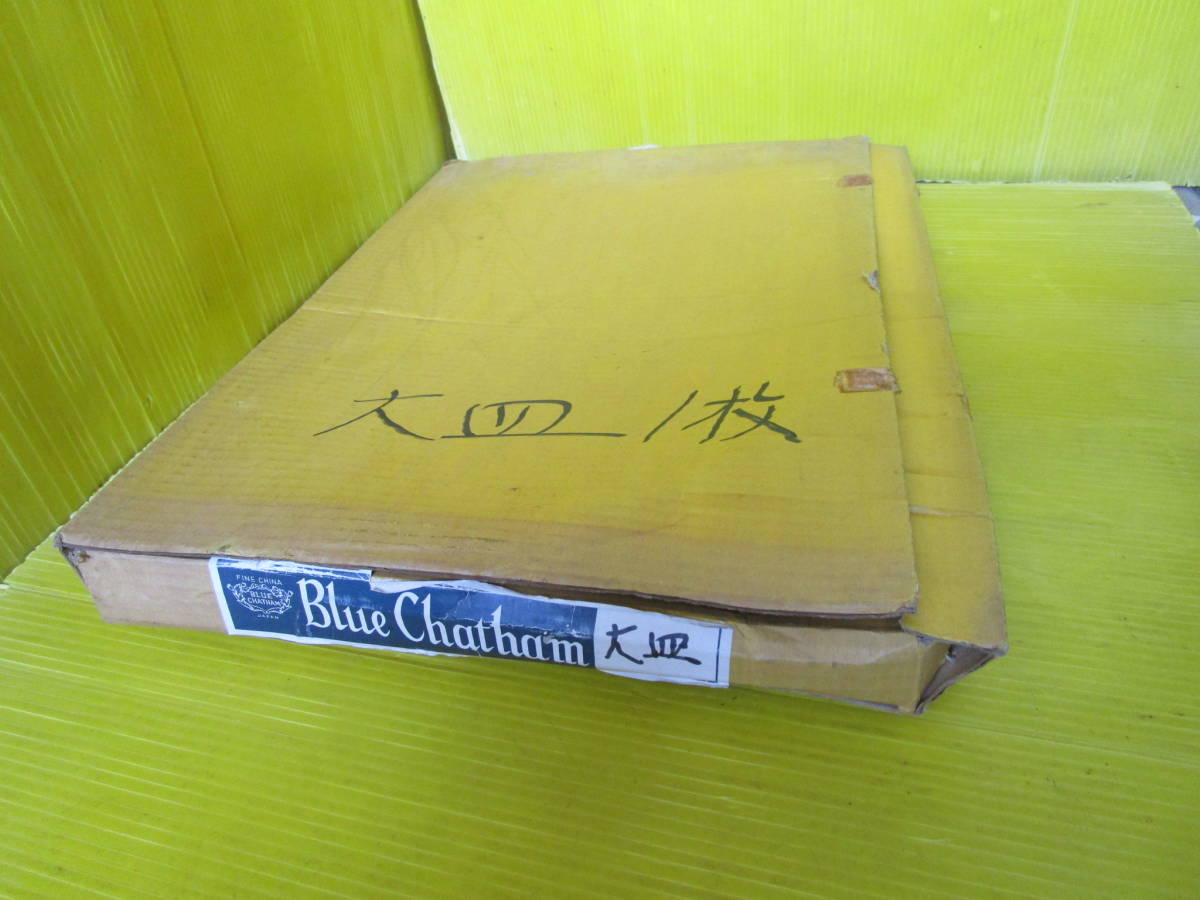 大皿 1枚
FINE CHINA
BLUE
CHATHAM
JAPAN
Blue Chatham
大皿